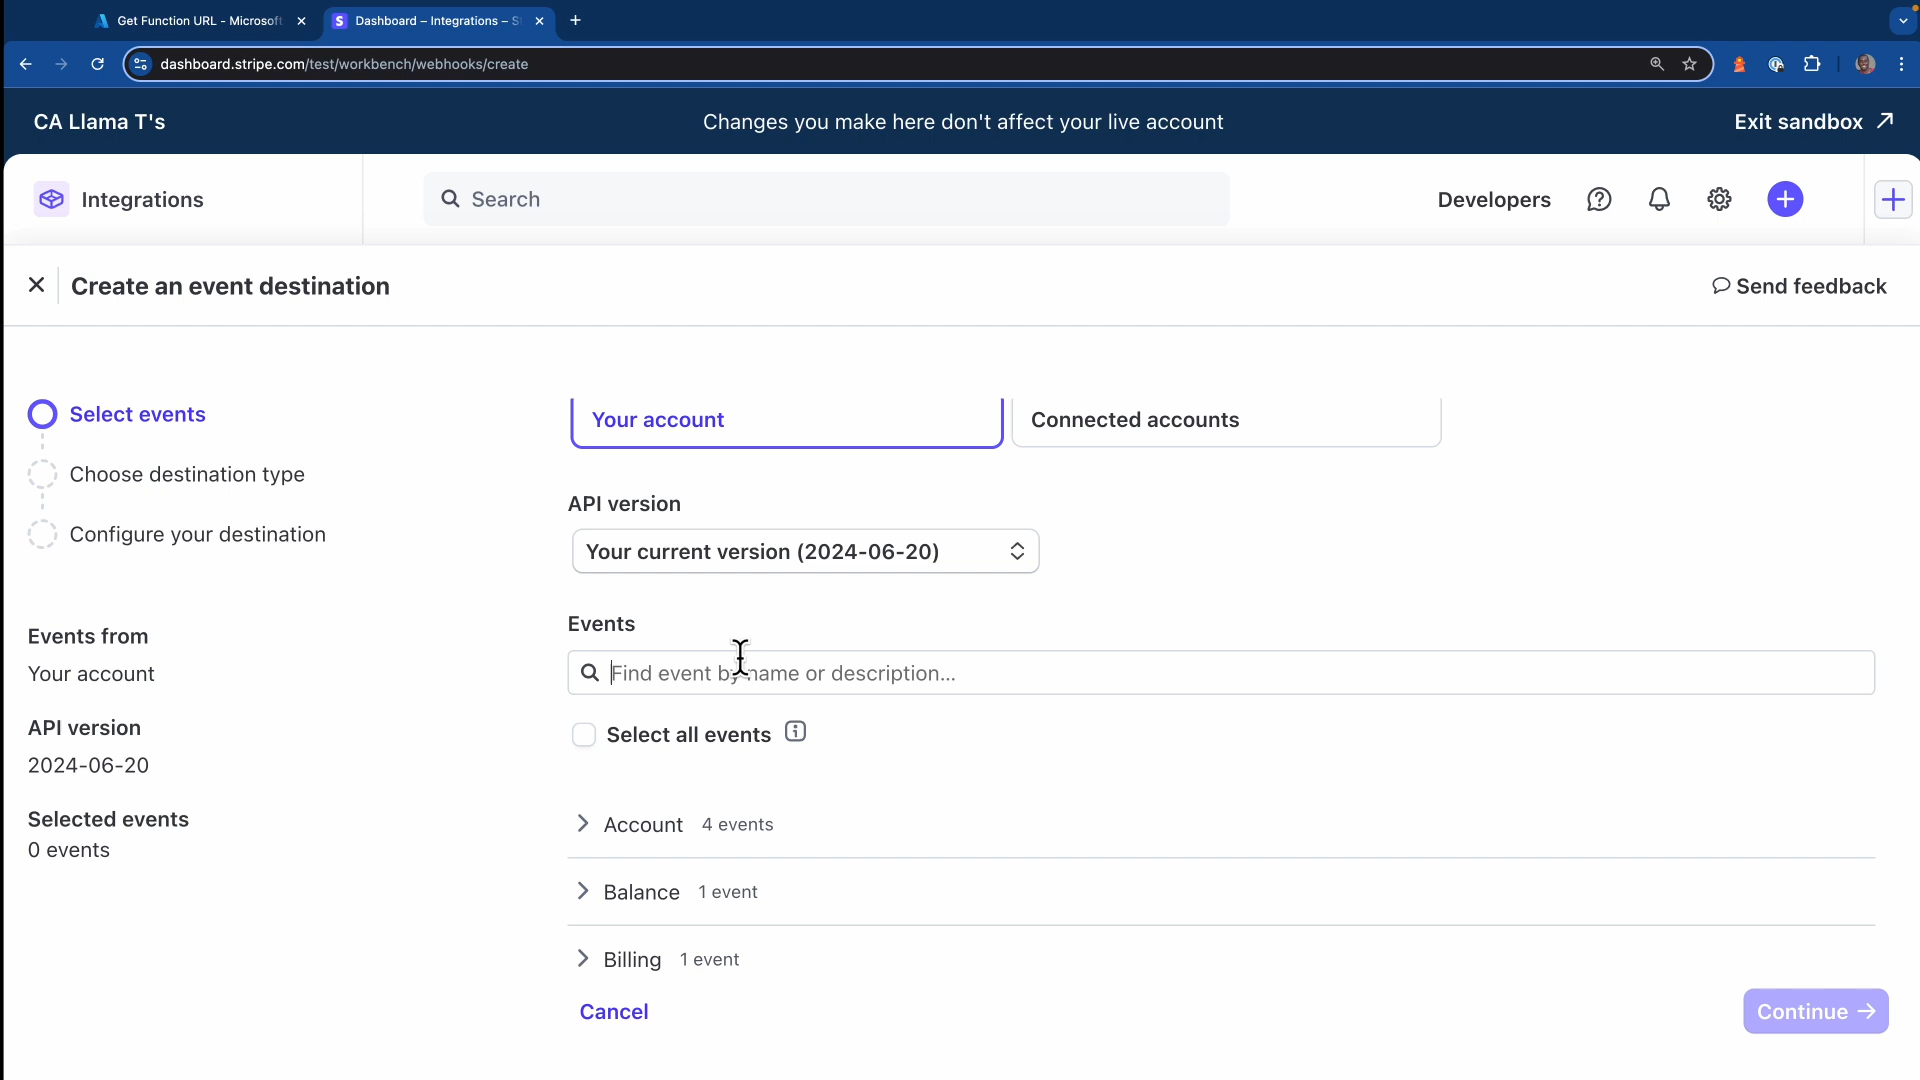 Get Function URL - Microsoft
Dashboard – Integrations – S
dashboard.stripe.com/test/workbench/webhooks/create
CA Llama T's
Changes you make here don't affect your live account
Exit sandbox
Integrations
Search
Developers
Create an event destination
Send feedback
Select events
Choose destination type
Configure your destination
Events from
Your account
API version
2024-06-20
Selected events
0 events
Your account
Connected accounts
API version
Your current version (2024-06-20)
Events
Find event by name or description...
Select all events
Account 4 events
Balance 1 event
Billing 1 event
Cancel
Continue